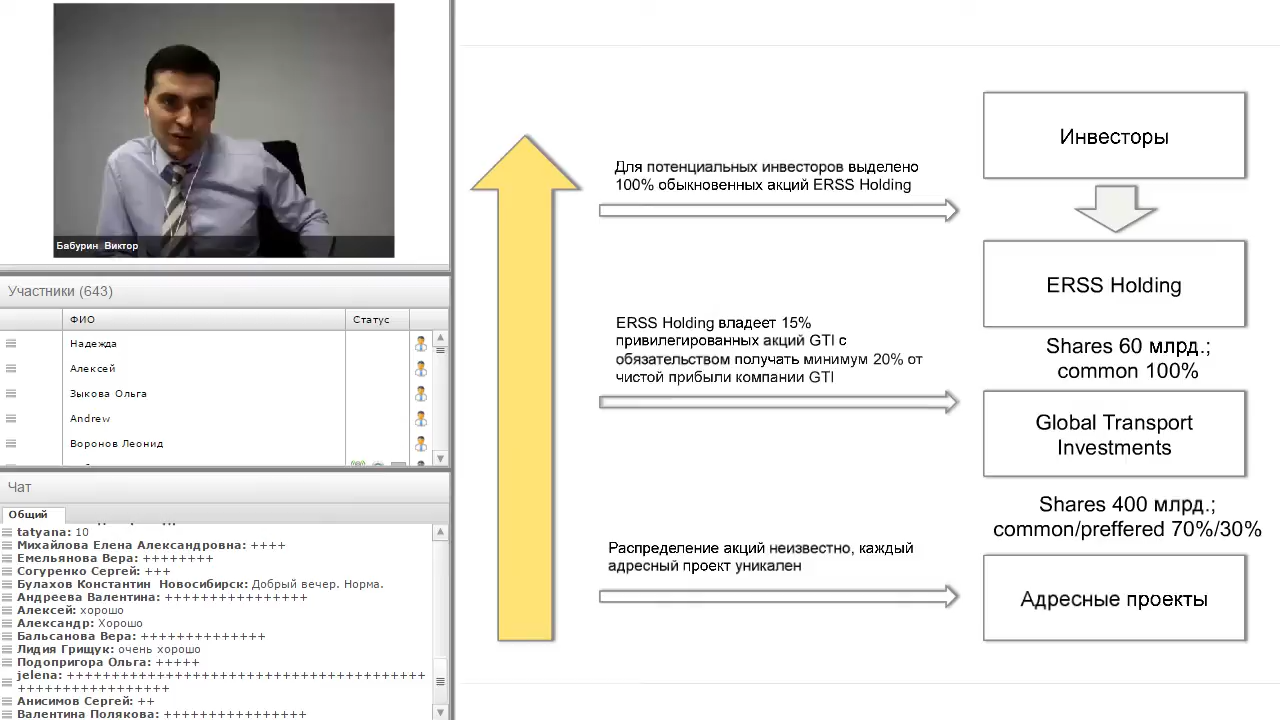 Бабурин Виктор
Участники (643)
ФИО
Статус
Надежда
Алексей
Зыкова Ольга
Andrew
Воронов Леонид
Чат
Общий
tatyana: 10
Михайлова Елена Александровна: ++++
Емельянова Вера: ++++++++
Согуренко Сергей: +++
Булахов Константин Новосибирск: Добрый вечер. Норма.
Андреева Валентина: ++++++++++++++++
Алексей: хорошо
Александр: Хорошо
Бальсанова Вера: ++++++++++++++
Лидия Грищук: очень хорошо
Подопригора Ольга: +++++
jelena: ++++++++++++++++++++++++++++++++++++++++
+++++++++++++++++
Анисимов Сергей: ++
Валентина Полякова: ++++++++++++++++
Для потенциальных инвесторов выделено
100% обыкновенных акций ERSS Holding
ERSS Holding владеет 15%
привилегированных акций GTI с
обязательством получать минимум 20% от
чистой прибыли компании GTI
Распределение акций неизвестно, каждый
адресный проект уникален
Инвесторы
ERSS Holding
Shares 60 млрд.;
common 100%
Global Transport
Investments
Shares 400 млрд.;
common/preffered 70%/30%
Адресные проекты